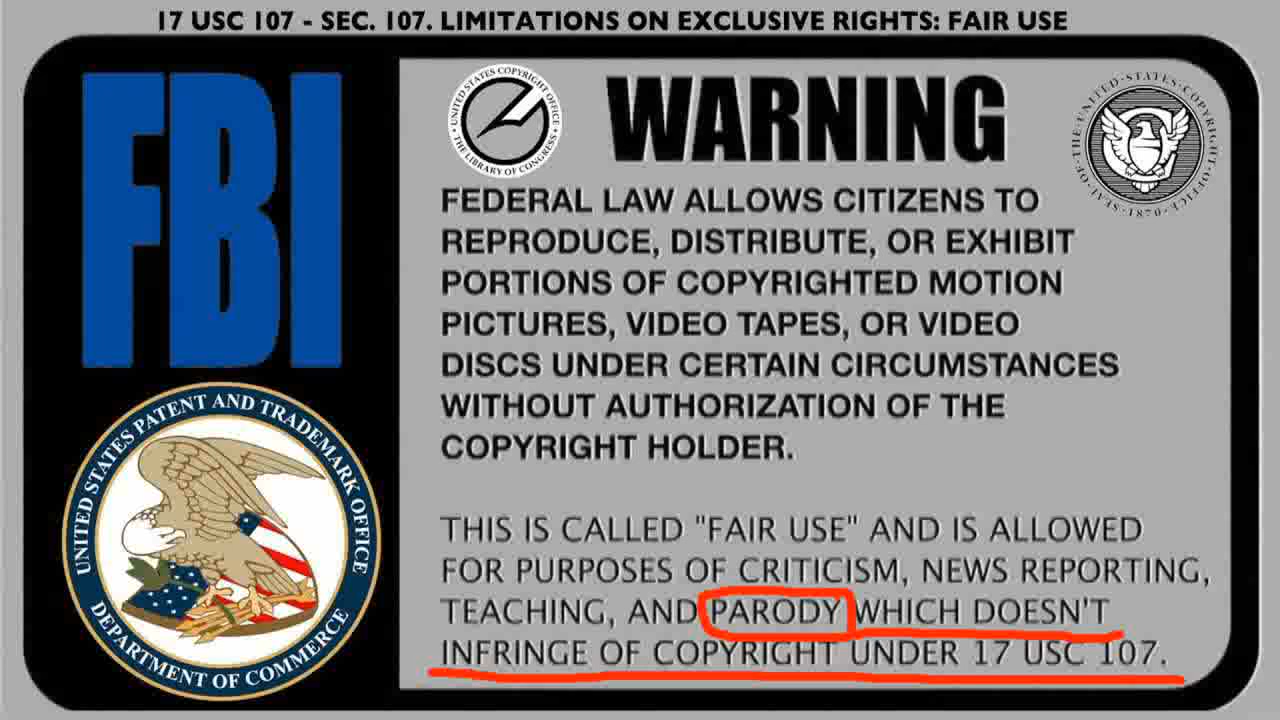 17 USC 107 - SEC. 107. LIMITATIONS ON EXCLUSIVE RIGHTS: FAIR USE
FBI
UNITED STATES COPYRIGHT OFFICE
THE LIBRARY OF CONGRESS
WARNING
SEAL OF THE UNITED STATES COPYRIGHT OFFICE
1870
FEDERAL LAW ALLOWS CITIZENS TO
REPRODUCE, DISTRIBUTE, OR EXHIBIT
PORTIONS OF COPYRIGHTED MOTION
PICTURES, VIDEO TAPES, OR VIDEO
DISCS UNDER CERTAIN CIRCUMSTANCES
WITHOUT AUTHORIZATION OF THE
COPYRIGHT HOLDER.
UNITED STATES PATENT AND TRADEMARK OFFICE
DEPARTMENT OF COMMERCE
THIS IS CALLED "FAIR USE" AND IS ALLOWED
FOR PURPOSES OF CRITICISM, NEWS REPORTING,
TEACHING, AND PARODY WHICH DOESN'T
INFRINGE OF COPYRIGHT UNDER 17 USC 107.